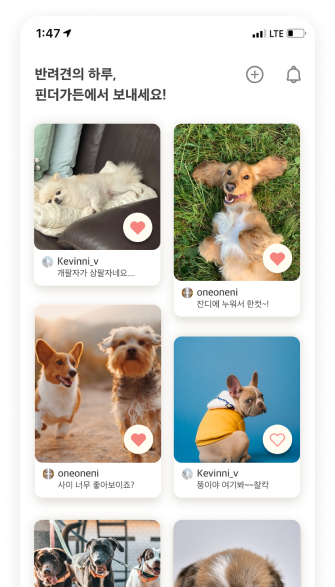 1:47
LTE
반려견의 하루,
핀더가든에서 보내세요!
Kevinni_v
개팔자가 상팔자네요....
oneoneni
잔디에 누워서 한컷~!
oneoneni
사이 너무 좋아보이죠?
Kevinni_v
뚱이야 여기봐~~찰칵